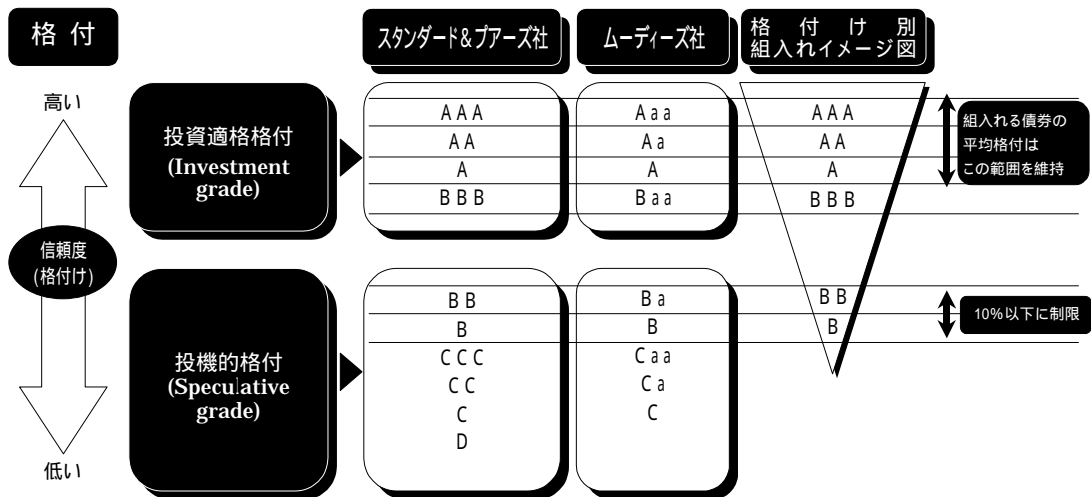 格 付
スタンダード&プアーズ社
ムーディーズ社
格 付 け 別
組入れイメージ図
高い
信頼度
(格付け)
低い
投資適格格付
(Investment
grade)
AAA
AA
A
BBB
Aaa
Aa
A
Baa
AAA
AA
A
BBB
組入れる債券の
平均格付は
この範囲を維持
投機的格付
(Speculative
grade)
BB
B
CCC
CC
C
D
Ba
B
Caa
Ca
C
BB
B
10%以下に制限